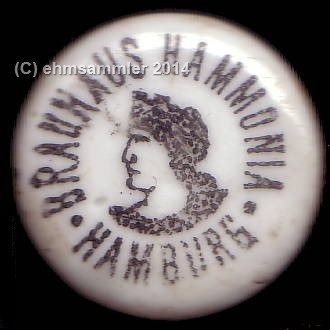 (C) ehmsammler 2014
BRAUHAUS HAMMONIA
· HAMBURG ·